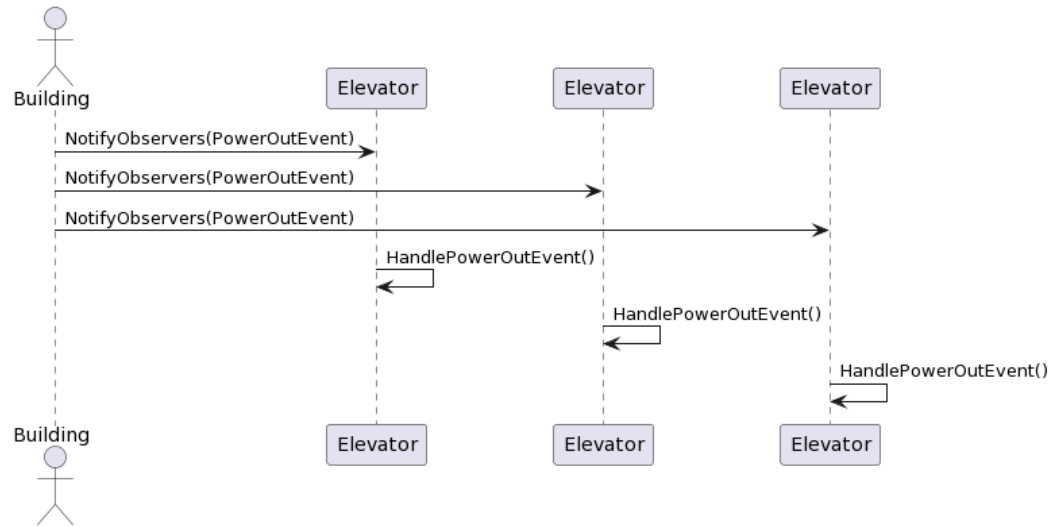 Building
Elevator
Elevator
Elevator
NotifyObservers(PowerOutEvent)
NotifyObservers(PowerOutEvent)
NotifyObservers(PowerOutEvent)
HandlePowerOutEvent()
HandlePowerOutEvent()
HandlePowerOutEvent()
Building
Elevator
Elevator
Elevator